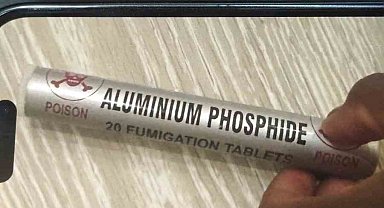 POISON
ALUMINIUM PHOSPHIDE
20 FUMIGATION TABLETS
POISON